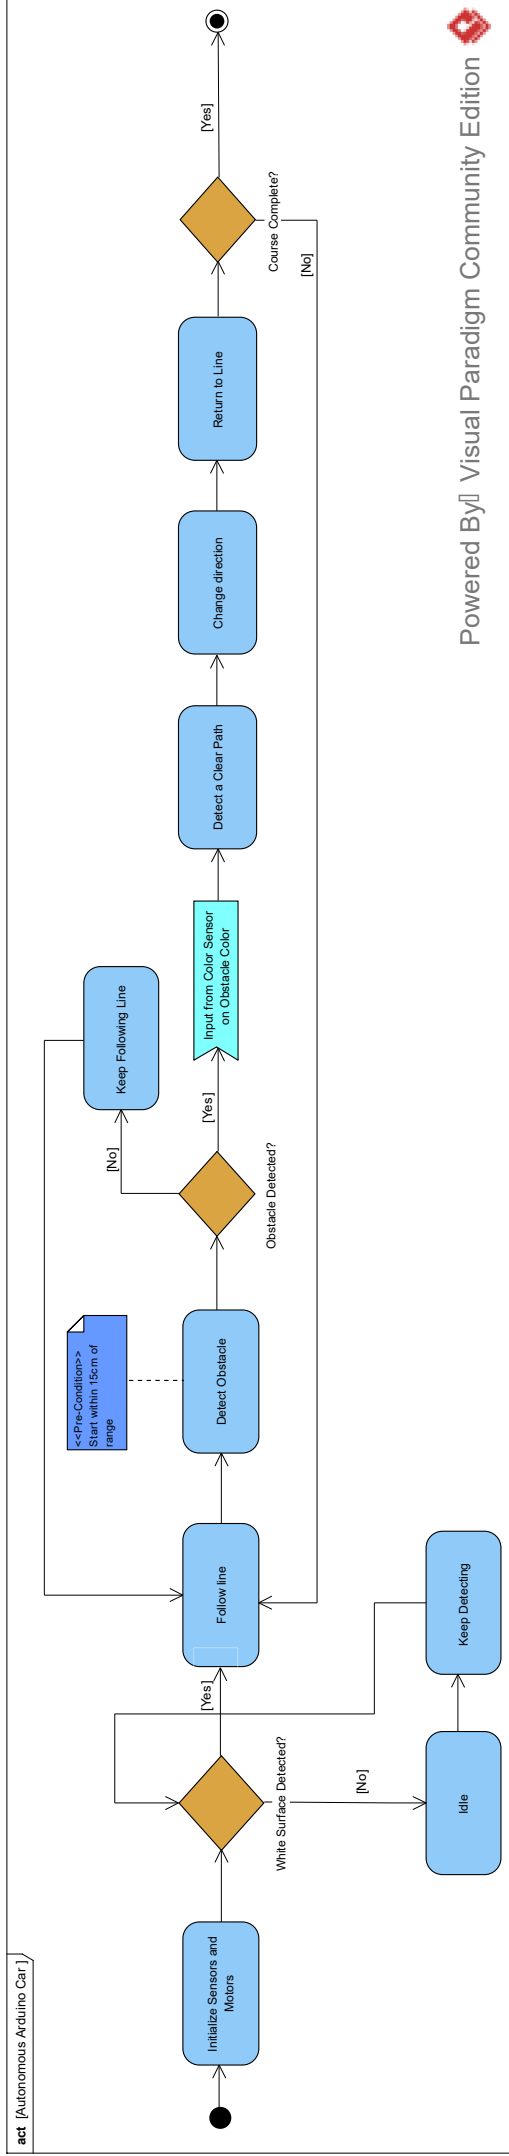 act [Autonomous Arduino Car ]
Initialize Sensors and
Motors
White Surface Detected?
[Yes]
[No]
Idle
Keep Detecting
Follow line
<<Pre-Condition>>
Start within 15cm of
range
Detect Obstacle
Obstacle Detected?
[No]
Keep Following Line
[Yes]
Input from Color Sensor
on Obstacle Color
Detect a Clear Path
Change direction
Return to Line
Course Complete?
[No]
[Yes]
Powered By Visual Paradigm Community Edition